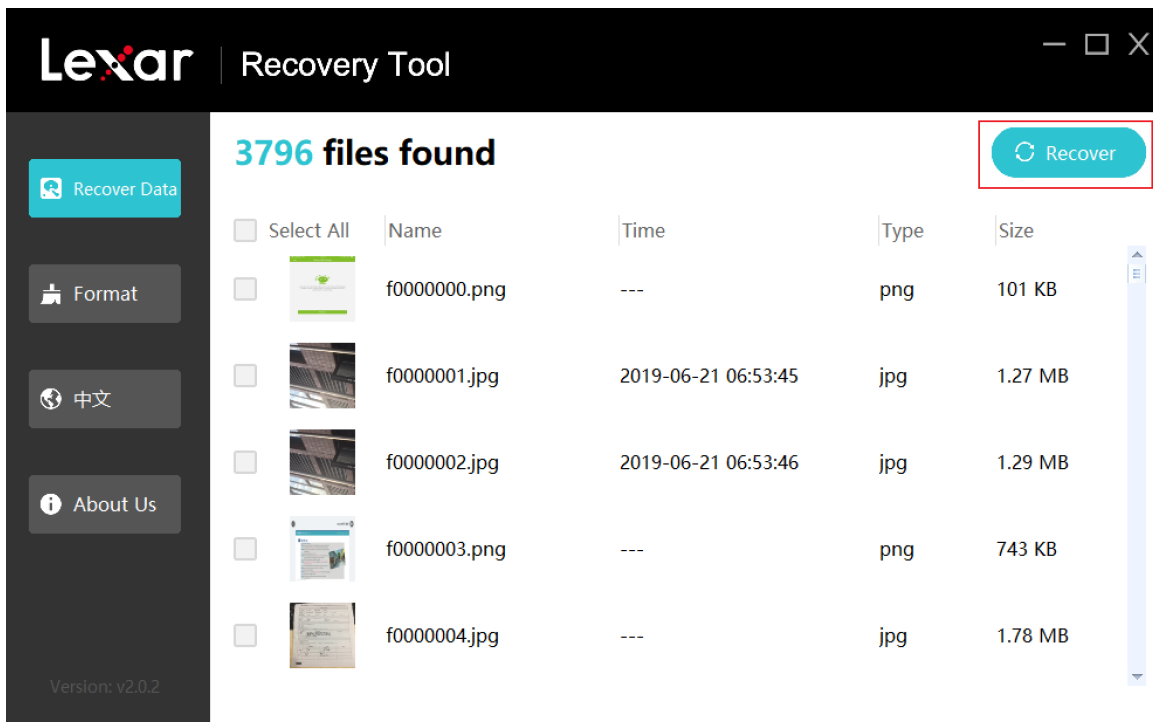 Lexar Recovery Tool
3796 files found
Recover
Recover Data
Format
中文
About Us
Version: v2.0.2
Select All Name Time Type Size
f0000000.png --- png 101 KB
f0000001.jpg 2019-06-21 06:53:45 jpg 1.27 MB
f0000002.jpg 2019-06-21 06:53:46 jpg 1.29 MB
f0000003.png --- png 743 KB
f0000004.jpg --- jpg 1.78 MB